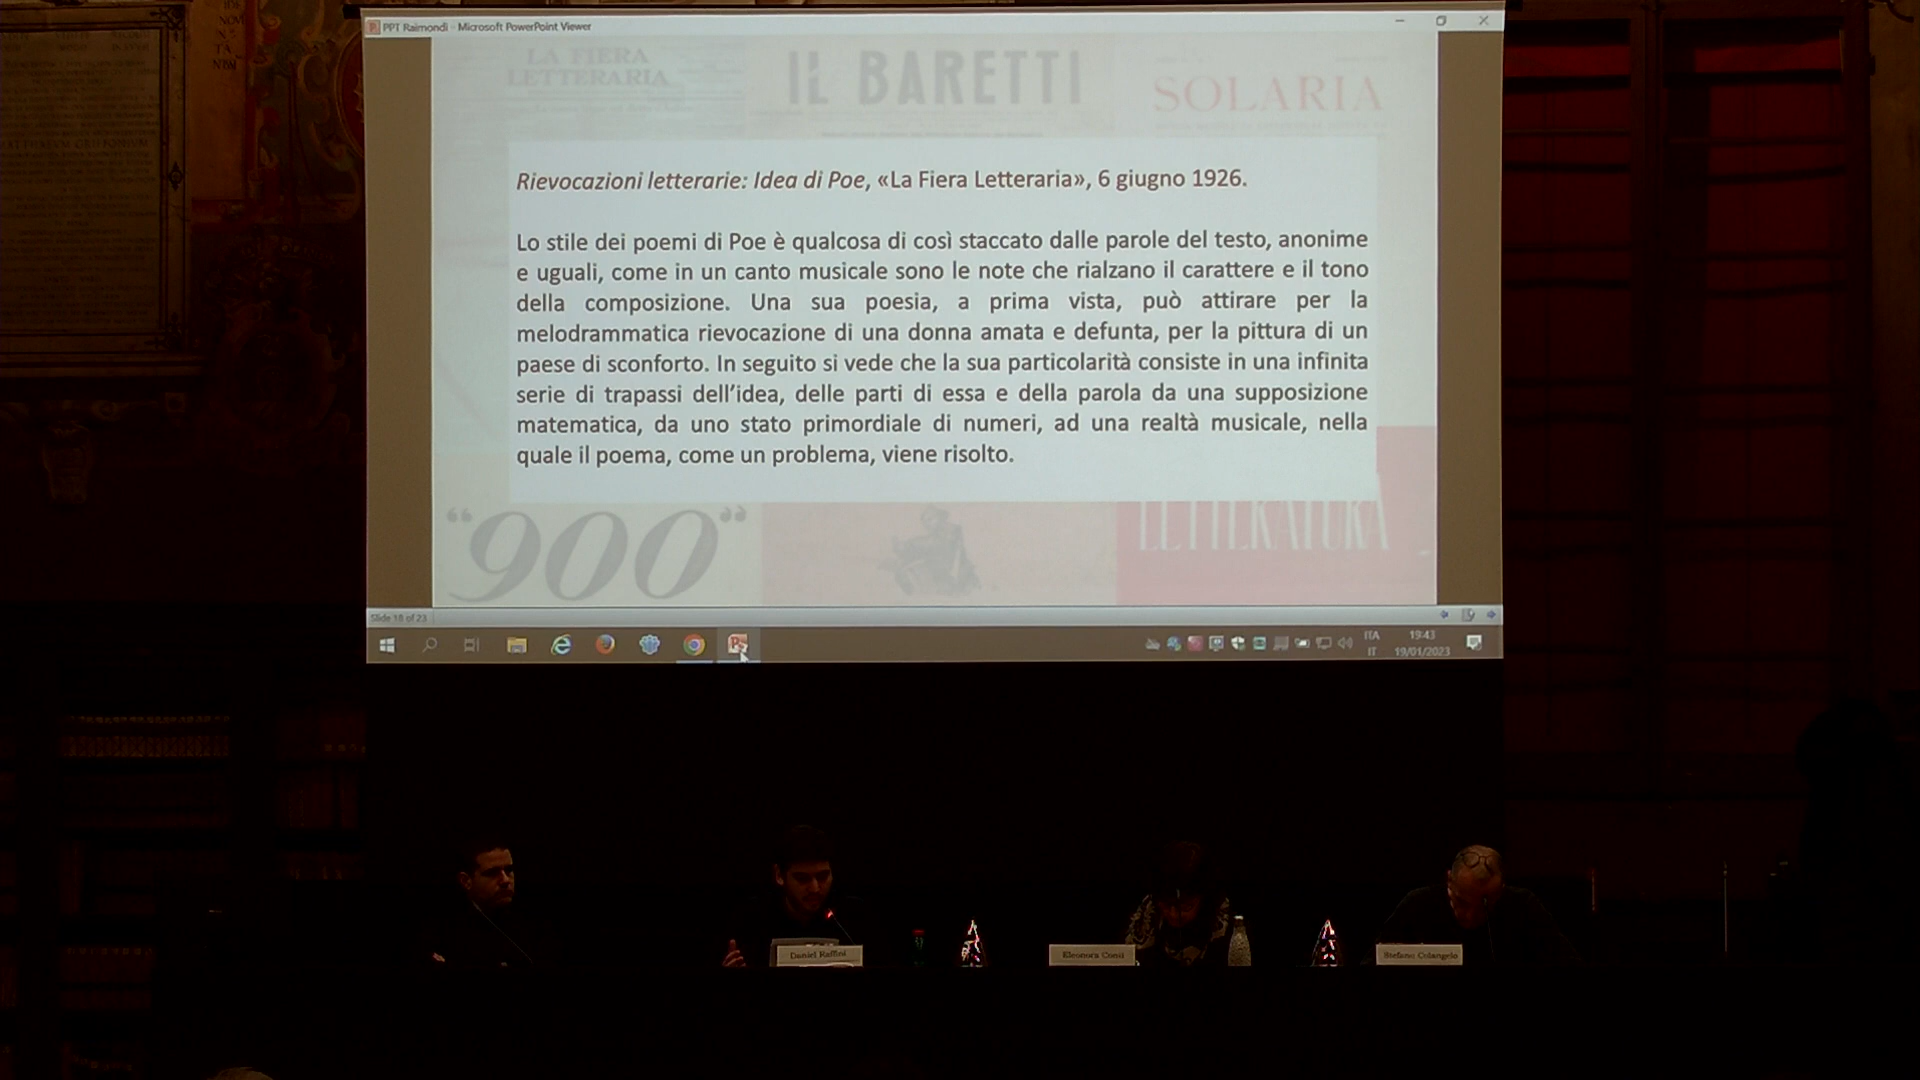 PPT Raimondi - Microsoft PowerPoint Viewer
LA FIERA
LETTERARIA
IL BARETTI
SOLARIA
Rievocazioni letterarie: Idea di Poe, «La Fiera Letteraria», 6 giugno 1926.
Lo stile dei poemi di Poe è qualcosa di così staccato dalle parole del testo, anonime
e uguali, come in un canto musicale sono le note che rialzano il carattere e il tono
della composizione. Una sua poesia, a prima vista, può attirare per la
melodrammatica rievocazione di una donna amata e defunta, per la pittura di un
paese di sconforto. In seguito si vede che la sua particolarità consiste in una infinita
serie di trapassi dell'idea, delle parti di essa e della parola da una supposizione
matematica, da uno stato primordiale di numeri, ad una realtà musicale, nella
quale il poema, come un problema, viene risolto.
"900"
LETTERATURA
Slide 18 of 23
ITA
IT
19:43
19/01/2023
Daniel Raffini
Eleonora Conti
Stefano Colangelo